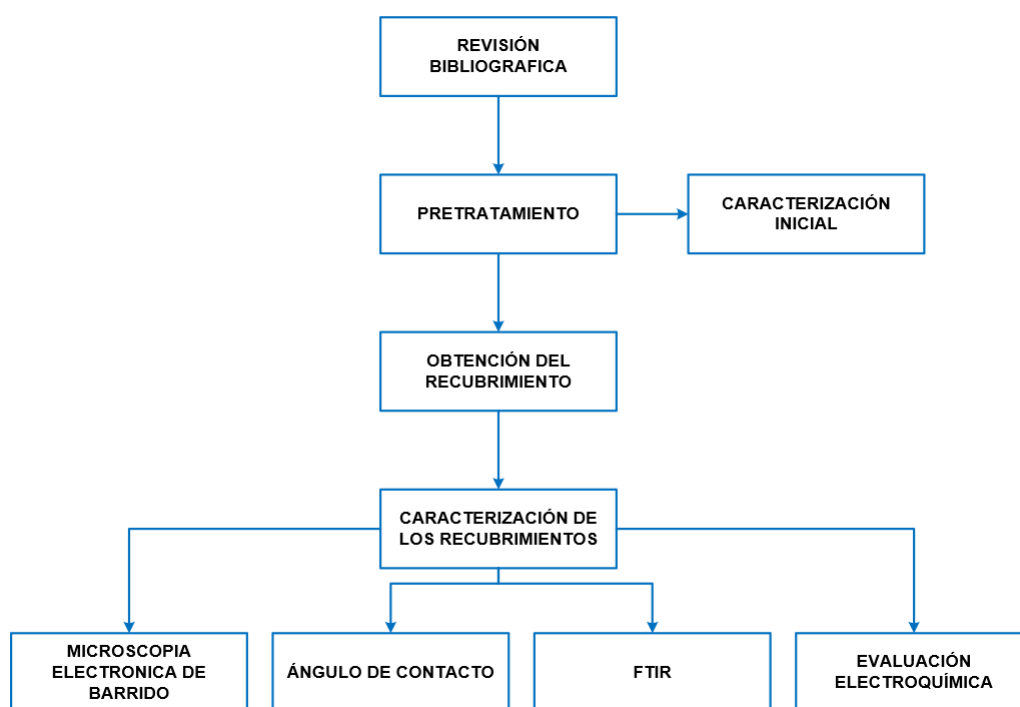 REVISIÓN
BIBLIOGRAFICA
PRETRATAMIENTO
CARACTERIZACIÓN
INICIAL
OBTENCIÓN DEL
RECUBRIMIENTO
CARACTERIZACIÓN DE
LOS RECUBRIMIENTOS
MICROSCOPIA
ELECTRONICA DE
BARRIDO
ÁNGULO DE CONTACTO
FTIR
EVALUACIÓN
ELECTROQUÍMICA